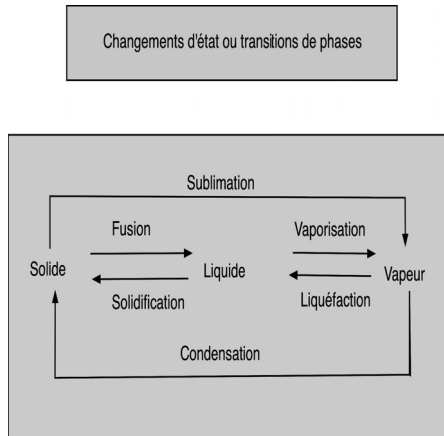 Changements d'état ou transitions de phases
Sublimation
Fusion
Vaporisation
Solide
Liquide
Vapeur
Solidification
Liquéfaction
Condensation